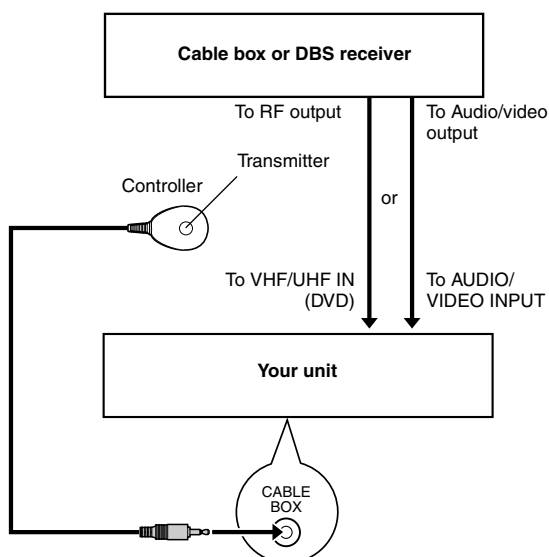 Cable box or DBS receiver
To RF output
To Audio/video
output
Transmitter
Controller
or
To VHF/UHF IN
(DVD)
To AUDIO/
VIDEO INPUT
Your unit
CABLE
BOX